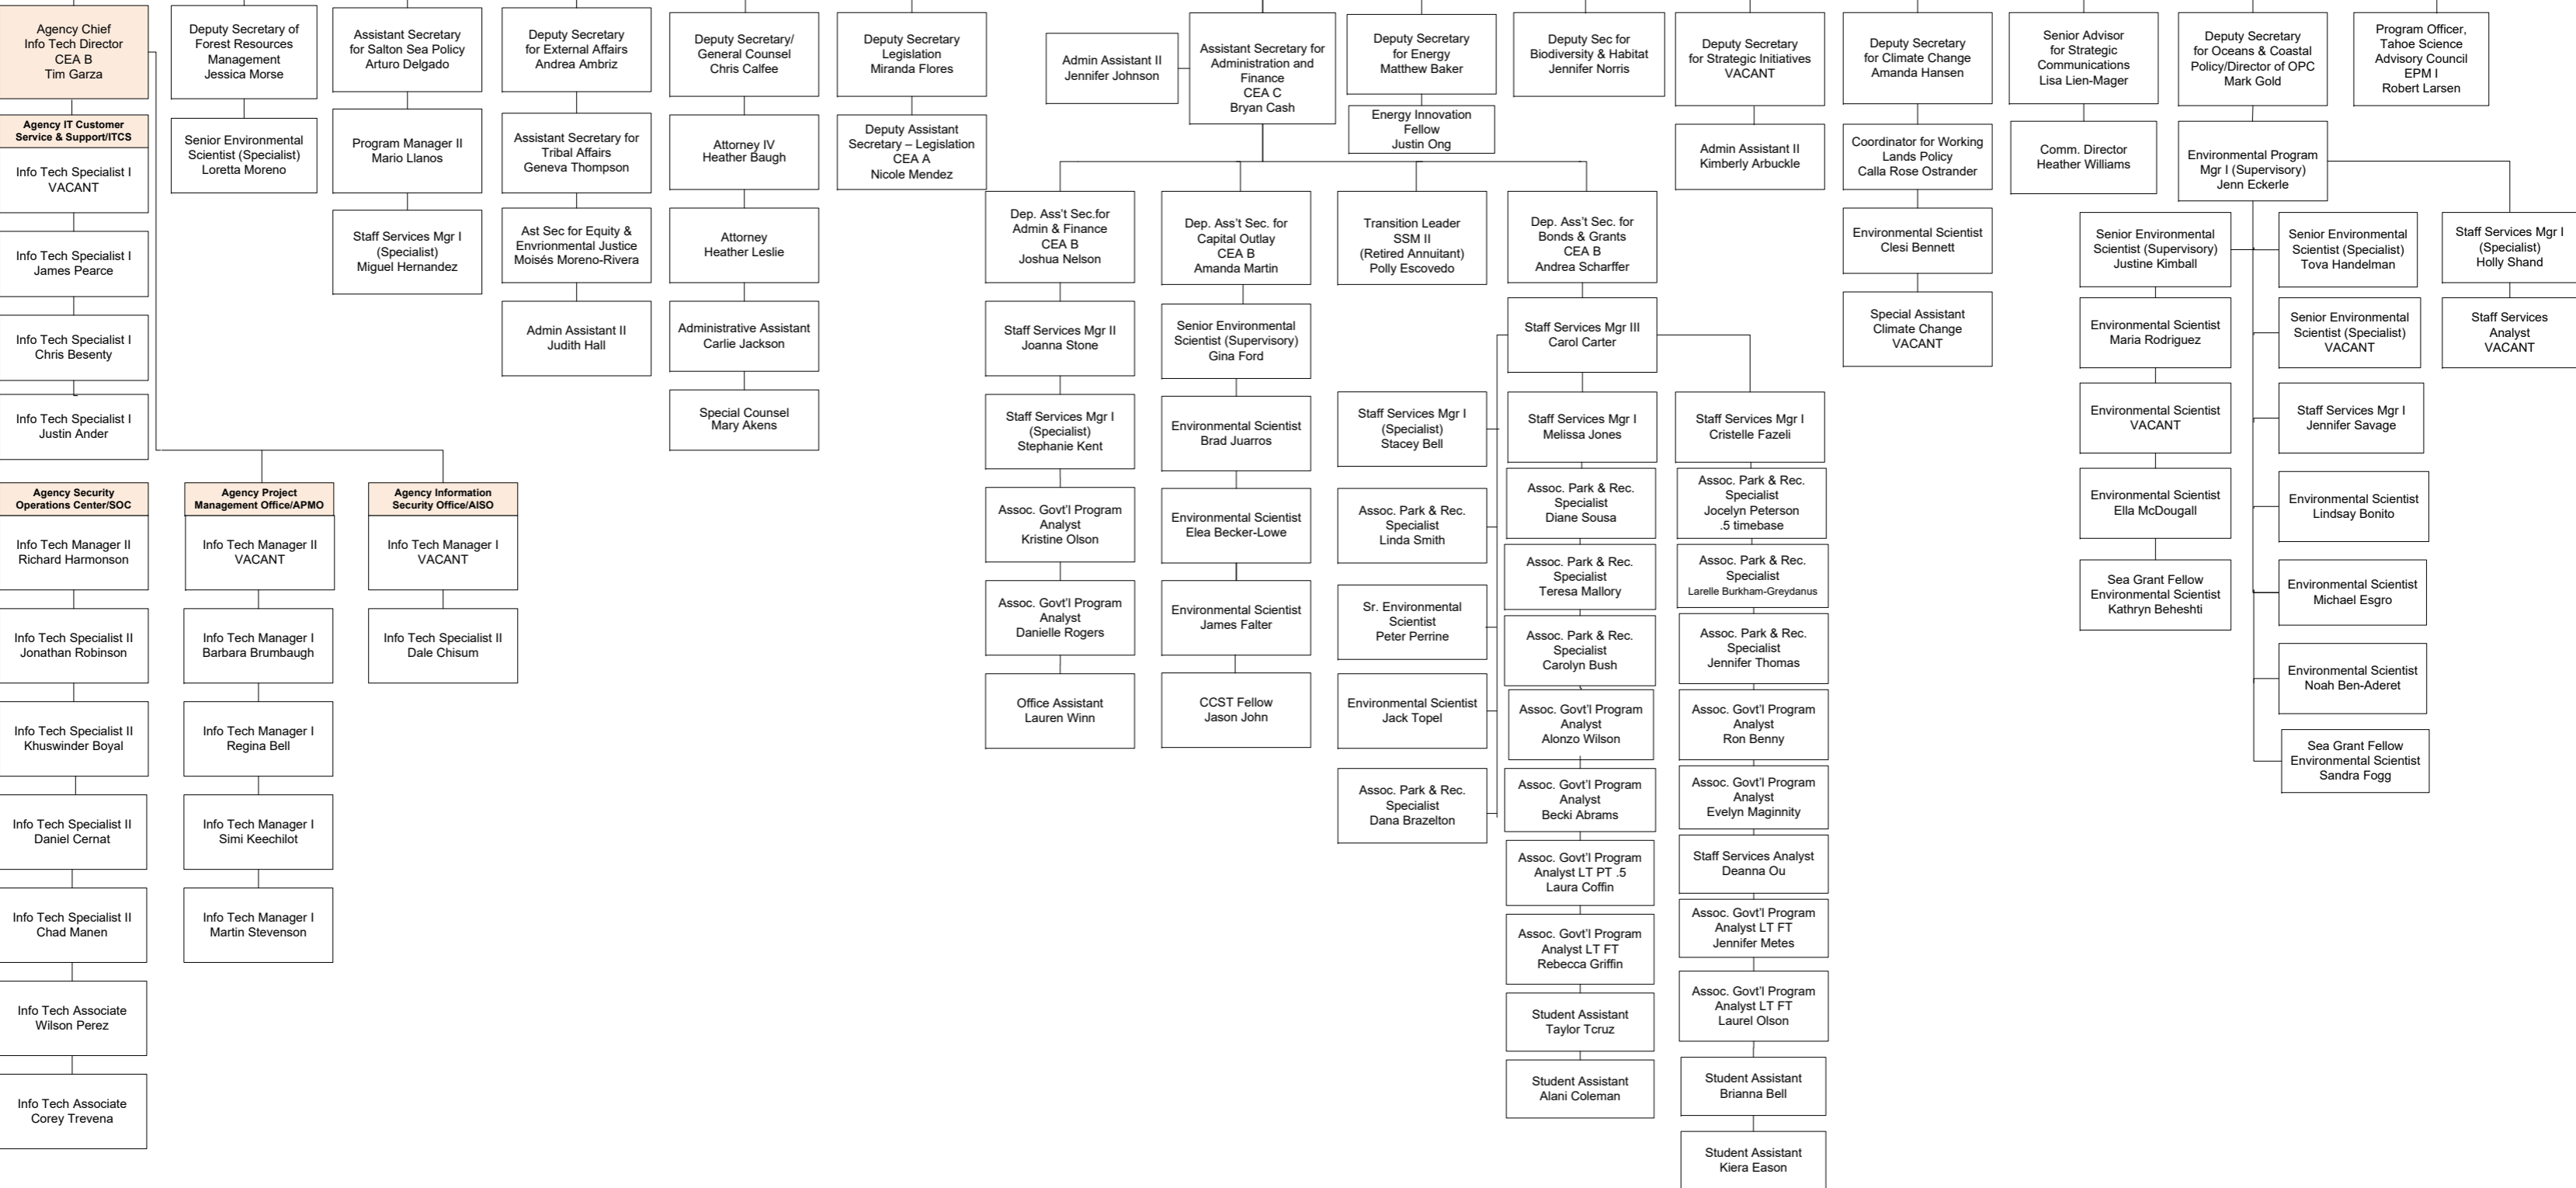 Agency Chief
Info Tech Director
CEA B
Tim Garza
Agency IT Customer
Service & Support/ITCS
Info Tech Specialist I
VACANT
Info Tech Specialist I
James Pearce
Info Tech Specialist I
Chris Besenty
Info Tech Specialist I
Justin Ander
Agency Security
Operations Center/SOC
Info Tech Manager II
Richard Harmonson
Info Tech Specialist II
Jonathan Robinson
Info Tech Specialist II
Khuswinder Boyal
Info Tech Specialist II
Daniel Cernat
Info Tech Specialist II
Chad Manen
Info Tech Associate
Wilson Perez
Info Tech Associate
Corey Trevena
Agency Project
Management Office/APMO
Info Tech Manager II
VACANT
Info Tech Manager I
Barbara Brumbaugh
Info Tech Manager I
Regina Bell
Info Tech Manager I
Simi Keechilot
Info Tech Manager I
Martin Stevenson
Agency Information
Security Office/AISO
Info Tech Manager I
VACANT
Info Tech Specialist II
Dale Chisum
Deputy Secretary of
Forest Resources
Management
Jessica Morse
Senior Environmental
Scientist (Specialist)
Loretta Moreno
Assistant Secretary
for Salton Sea Policy
Arturo Delgado
Program Manager II
Mario Llanos
Staff Services Mgr I
(Specialist)
Miguel Hernandez
Deputy Secretary
for External Affairs
Andrea Ambriz
Assistant Secretary for
Tribal Affairs
Geneva Thompson
Ast Sec for Equity &
Envrionmental Justice
Moisés Moreno-Rivera
Admin Assistant II
Judith Hall
Deputy Secretary/
General Counsel
Chris Calfee
Attorney IV
Heather Baugh
Attorney
Heather Leslie
Administrative Assistant
Carlie Jackson
Special Counsel
Mary Akens
Deputy Secretary
Legislation
Miranda Flores
Deputy Assistant
Secretary – Legislation
CEA A
Nicole Mendez
Admin Assistant II
Jennifer Johnson
Assistant Secretary for
Administration and
Finance
CEA C
Bryan Cash
Dep. Ass't Sec.for
Admin & Finance
CEA B
Joshua Nelson
Staff Services Mgr II
Joanna Stone
Staff Services Mgr I
(Specialist)
Stephanie Kent
Assoc. Govt'l Program
Analyst
Kristine Olson
Assoc. Govt'l Program
Analyst
Danielle Rogers
Office Assistant
Lauren Winn
Dep. Ass't Sec. for
Capital Outlay
CEA B
Amanda Martin
Senior Environmental
Scientist (Supervisory)
Gina Ford
Environmental Scientist
Brad Juarros
Environmental Scientist
Elea Becker-Lowe
Environmental Scientist
James Falter
CCST Fellow
Jason John
Deputy Secretary
for Energy
Matthew Baker
Energy Innovation
Fellow
Justin Ong
Transition Leader
SSM II
(Retired Annuitant)
Polly Escovedo
Dep. Ass't Sec. for
Bonds & Grants
CEA B
Andrea Scharffer
Staff Services Mgr III
Carol Carter
Staff Services Mgr I
(Specialist)
Stacey Bell
Assoc. Park & Rec.
Specialist
Linda Smith
Sr. Environmental
Scientist
Peter Perrine
Environmental Scientist
Jack Topel
Assoc. Park & Rec.
Specialist
Dana Brazelton
Staff Services Mgr I
Melissa Jones
Assoc. Park & Rec.
Specialist
Diane Sousa
Assoc. Park & Rec.
Specialist
Teresa Mallory
Assoc. Park & Rec.
Specialist
Carolyn Bush
Assoc. Govt'l Program
Analyst
Alonzo Wilson
Assoc. Govt'l Program
Analyst
Becki Abrams
Assoc. Govt'l Program
Analyst LT PT .5
Laura Coffin
Assoc. Govt'l Program
Analyst LT FT
Rebecca Griffin
Student Assistant
Taylor Tcruz
Student Assistant
Alani Coleman
Staff Services Mgr I
Cristelle Fazeli
Assoc. Park & Rec.
Specialist
Jocelyn Peterson
.5 timebase
Assoc. Park & Rec.
Specialist
Larelle Burkham-Greydanus
Assoc. Park & Rec.
Specialist
Jennifer Thomas
Assoc. Govt'l Program
Analyst
Ron Benny
Assoc. Govt'l Program
Analyst
Evelyn Maginnity
Staff Services Analyst
Deanna Ou
Assoc. Govt'l Program
Analyst LT FT
Jennifer Metes
Assoc. Govt'l Program
Analyst LT FT
Laurel Olson
Student Assistant
Brianna Bell
Student Assistant
Kiera Eason
Deputy Sec for
Biodiversity & Habitat
Jennifer Norris
Deputy Secretary
for Strategic Initiatives
VACANT
Admin Assistant II
Kimberly Arbuckle
Deputy Secretary
for Climate Change
Amanda Hansen
Coordinator for Working
Lands Policy
Calla Rose Ostrander
Environmental Scientist
Clesi Bennett
Special Assistant
Climate Change
VACANT
Senior Advisor
for Strategic
Communications
Lisa Lien-Mager
Comm. Director
Heather Williams
Deputy Secretary
for Oceans & Coastal
Policy/Director of OPC
Mark Gold
Environmental Program
Mgr I (Supervisory)
Jenn Eckerle
Senior Environmental
Scientist (Supervisory)
Justine Kimball
Environmental Scientist
Maria Rodriguez
Environmental Scientist
VACANT
Environmental Scientist
Ella McDougall
Sea Grant Fellow
Environmental Scientist
Kathryn Beheshti
Senior Environmental
Scientist (Specialist)
Tova Handelman
Senior Environmental
Scientist (Specialist)
VACANT
Staff Services Mgr I
Jennifer Savage
Environmental Scientist
Lindsay Bonito
Environmental Scientist
Michael Esgro
Environmental Scientist
Noah Ben-Aderet
Sea Grant Fellow
Environmental Scientist
Sandra Fogg
Staff Services Mgr I
(Specialist)
Holly Shand
Staff Services
Analyst
VACANT
Program Officer,
Tahoe Science
Advisory Council
EPM I
Robert Larsen